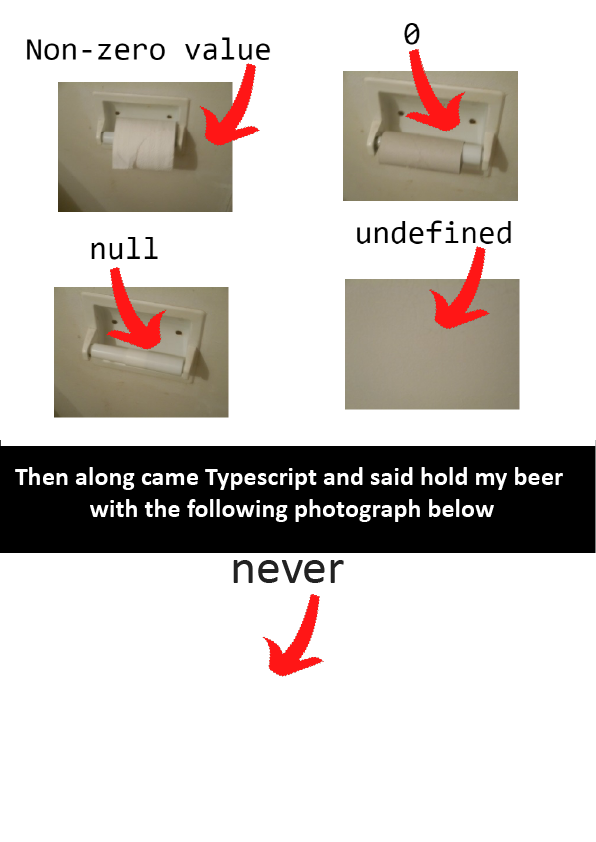 Non-zero value
0
null
undefined
Then along came Typescript and said hold my beer
with the following photograph below
never